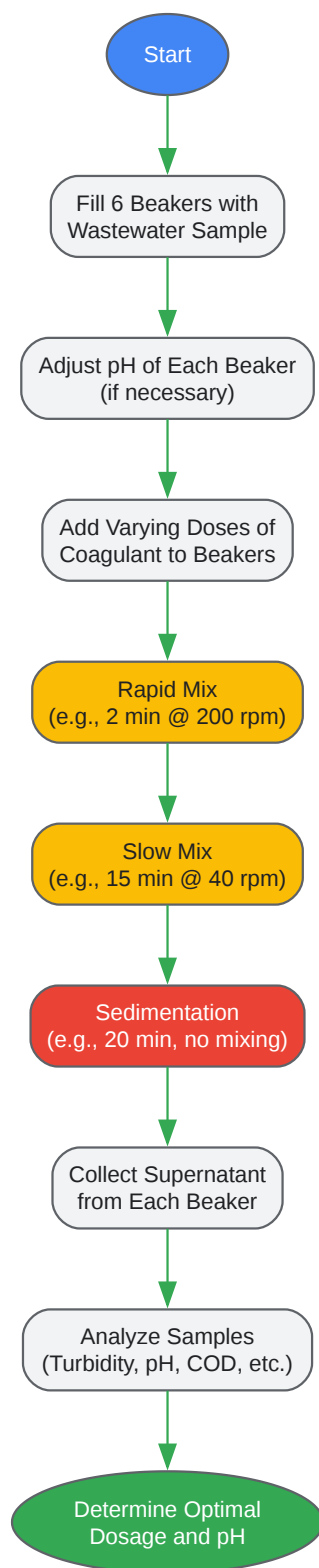 Start
Fill 6 Beakers with
Wastewater Sample
Adjust pH of Each Beaker
(if necessary)
Add Varying Doses of
Coagulant to Beakers
Rapid Mix
(e.g., 2 min @ 200 rpm)
Slow Mix
(e.g., 15 min @ 40 rpm)
Sedimentation
(e.g., 20 min, no mixing)
Collect Supernatant
from Each Beaker
Analyze Samples
(Turbidity, pH, COD, etc.)
Determine Optimal
Dosage and pH